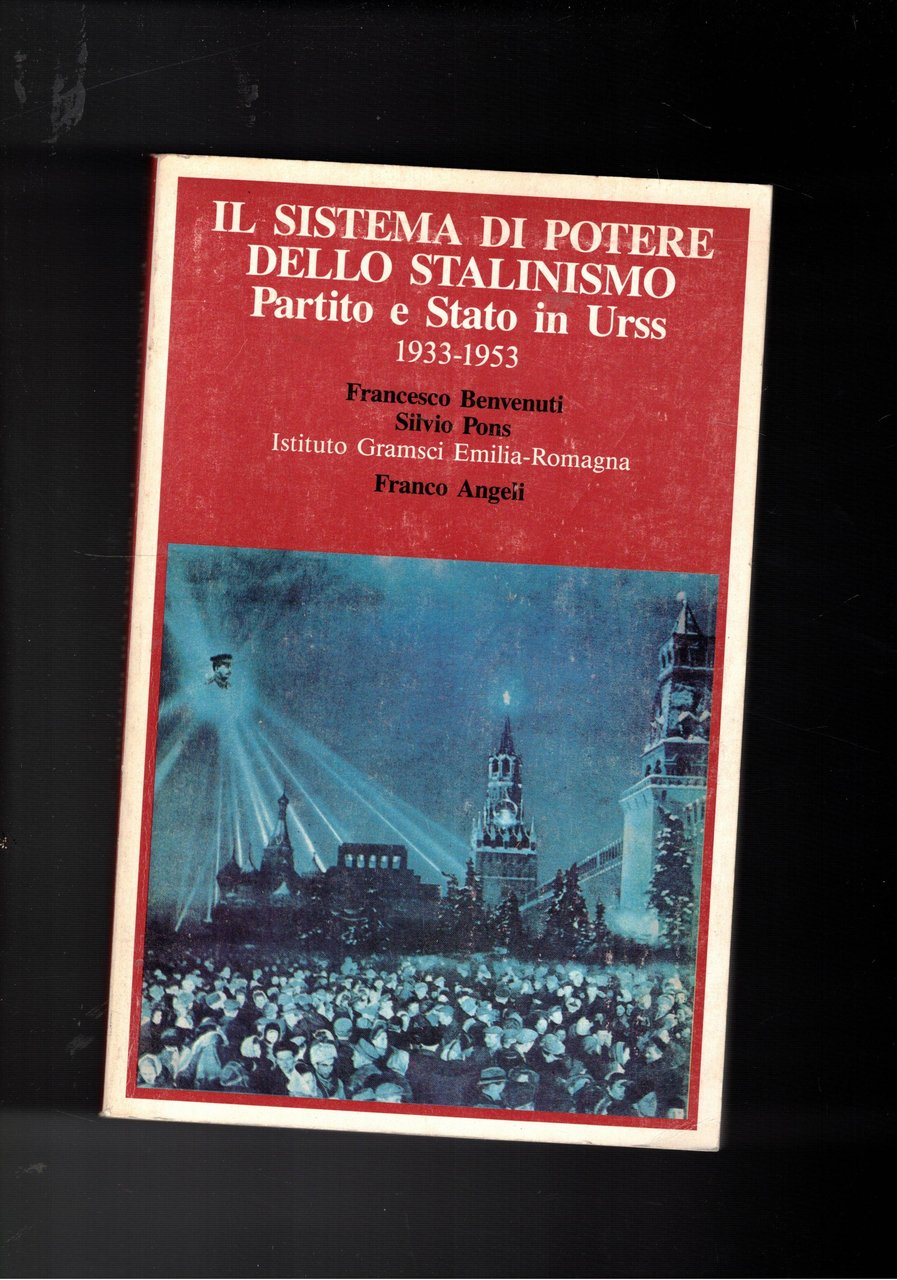 IL SISTEMA DI POTERE
DELLO STALINISMO
Partito e Stato in Urss
1933-1953
Francesco Benvenuti
Silvio Pons
Istituto Gramsci Emilia-Romagna
Franco Angeli